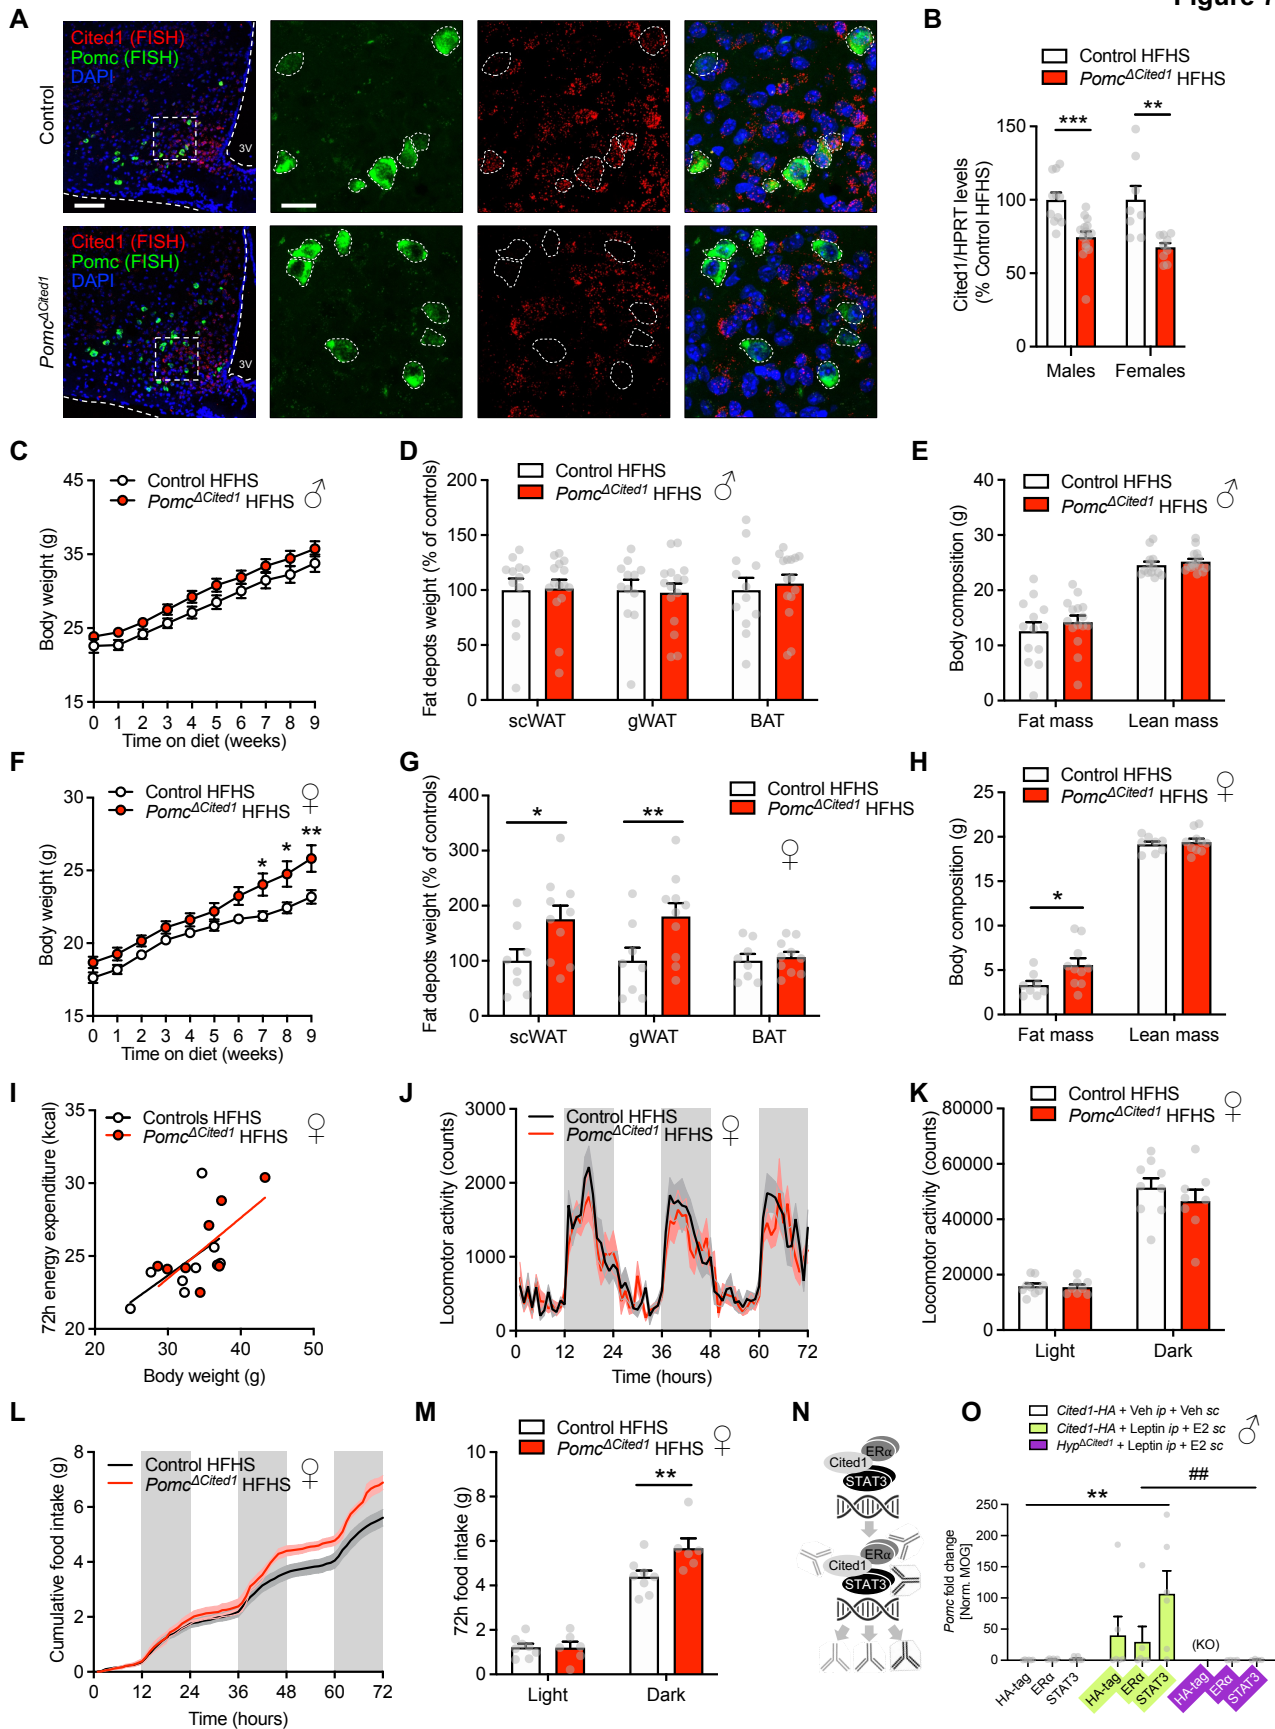 Figure 7
A
Cited1 (FISH)
Pomc (FISH)
DAPI
3V
Control
Cited1 (FISH)
Pomc (FISH)
DAPI
3V
PomcΔCited1
B
Control HFHS
PomcΔCited1 HFHS
***
**
150
100
50
0
Cited1/HPRT levels
(% Control HFHS)
Males Females
C
Control HFHS
PomcΔCited1 HFHS ♂
45
35
25
15
Body weight (g)
0 1 2 3 4 5 6 7 8 9
Time on diet (weeks)
D
Control HFHS
PomcΔCited1 HFHS ♂
200
150
100
50
0
Fat depots weight (% of controls)
scWAT gWAT BAT
E
Control HFHS
PomcΔCited1 HFHS ♂
40
30
20
10
0
Body composition (g)
Fat mass Lean mass
F
Control HFHS
PomcΔCited1 HFHS ♀
30
25
20
15
Body weight (g)
* * **
0 1 2 3 4 5 6 7 8 9
Time on diet (weeks)
G
Control HFHS
PomcΔCited1 HFHS
♀
* **
400
300
200
100
0
Fat depots weight (% of controls)
scWAT gWAT BAT
H
Control HFHS
PomcΔCited1 HFHS ♀
*
25
20
15
10
5
0
Body composition (g)
Fat mass Lean mass
I
Controls HFHS
PomcΔCited1 HFHS ♀
35
30
25
20
72h energy expenditure (kcal)
20 30 40 50
Body weight (g)
J
Control HFHS
PomcΔCited1 HFHS ♀
3000
2000
1000
0
Locomotor activity (counts)
0 12 24 36 48 60 72
Time (hours)
K
Control HFHS
PomcΔCited1 HFHS ♀
80000
60000
40000
20000
0
Locomotor activity (counts)
Light Dark
L
Control HFHS
PomcΔCited1 HFHS ♀
8
6
4
2
0
Cumulative food intake (g)
0 12 24 36 48 60 72
Time (hours)
M
Control HFHS
PomcΔCited1 HFHS ♀
**
10
8
6
4
2
0
72h food intake (g)
Light Dark
N
ERα
Cited1
STAT3
ERα
Cited1
STAT3
O
Cited1-HA + Veh ip + Veh sc
Cited1-HA + Leptin ip + E2 sc
HypΔCited1 + Leptin ip + E2 sc
♂
##
**
250
200
150
100
50
0
Pomc fold change
[Norm. MOG]
(KO)
HA-tag ERα STAT3 HA-tag ERα STAT3 HA-tag ERα STAT3